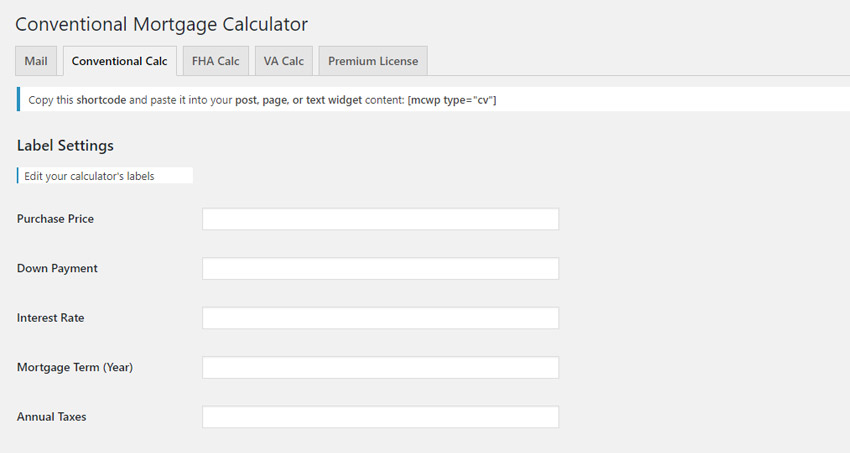 Conventional Mortgage Calculator
Mail Conventional Calc FHA Calc VA Calc Premium License
Copy this shortcode and paste it into your post, page, or text widget content: [mcwp type="cv"]
Label Settings
Edit your calculator's labels
Purchase Price
Down Payment
Interest Rate
Mortgage Term (Year)
Annual Taxes